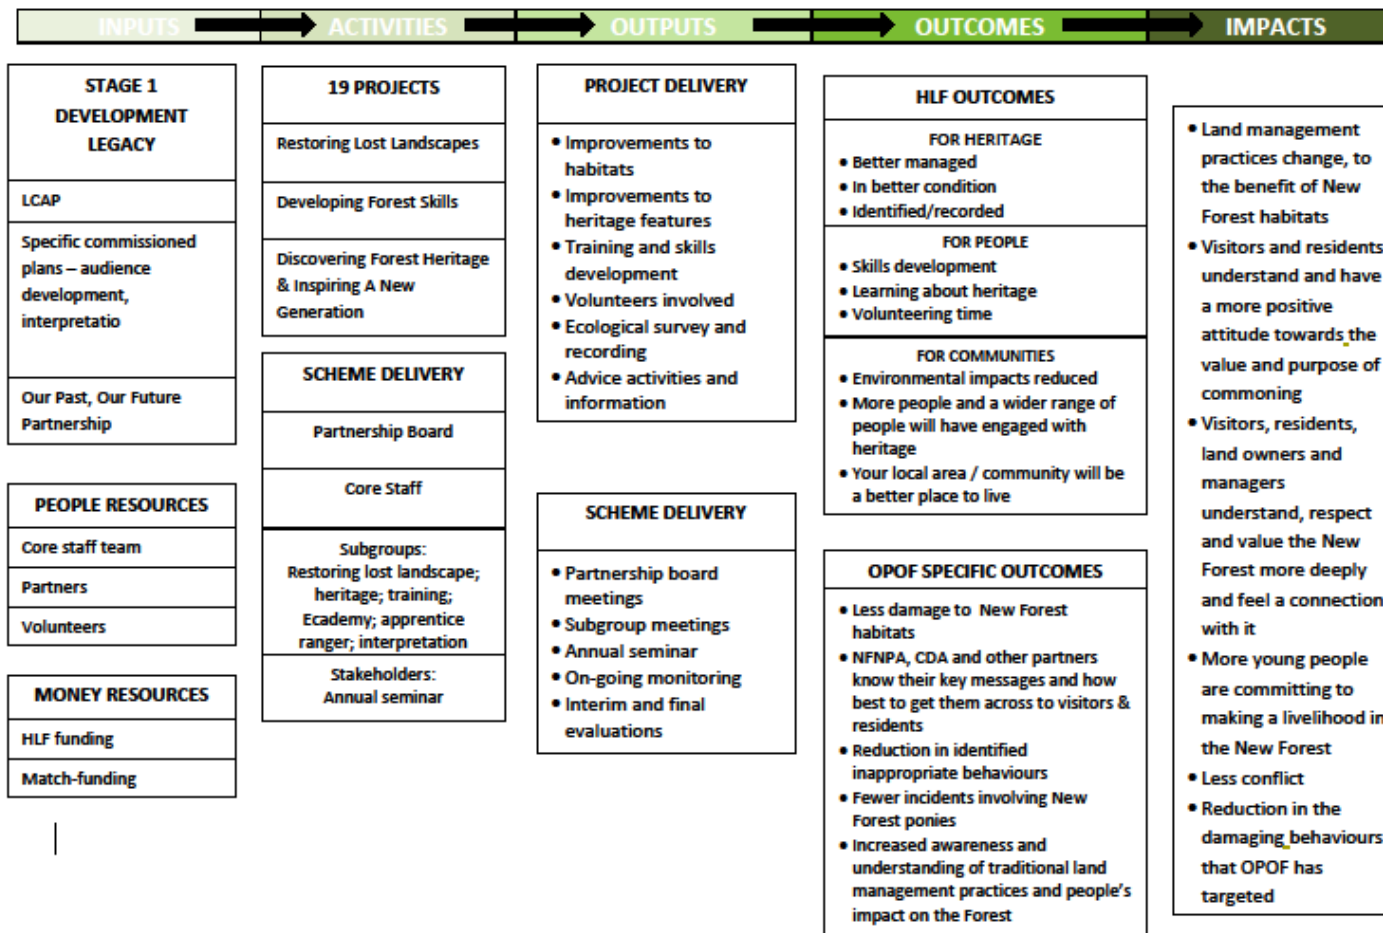 INPUTS
ACTIVITIES
OUTPUTS
OUTCOMES
IMPACTS
STAGE 1
DEVELOPMENT
LEGACY
LCAP
Specific commissioned
plans – audience
development,
interpretatio
Our Past, Our Future
Partnership
PEOPLE RESOURCES
Core staff team
Partners
Volunteers
MONEY RESOURCES
HLF funding
Match-funding
19 PROJECTS
Restoring Lost Landscapes
Developing Forest Skills
Discovering Forest Heritage
& Inspiring A New
Generation
SCHEME DELIVERY
Partnership Board
Core Staff
Subgroups:
Restoring lost landscape;
heritage; training;
Ecademy; apprentice
ranger; interpretation
Stakeholders:
Annual seminar
PROJECT DELIVERY
• Improvements to
habitats
• Improvements to
heritage features
• Training and skills
development
• Volunteers involved
• Ecological survey and
recording
• Advice activities and
information
SCHEME DELIVERY
• Partnership board
meetings
• Subgroup meetings
• Annual seminar
• On-going monitoring
• Interim and final
evaluations
HLF OUTCOMES
FOR HERITAGE
• Better managed
• In better condition
• Identified/recorded
FOR PEOPLE
• Skills development
• Learning about heritage
• Volunteering time
FOR COMMUNITIES
• Environmental impacts reduced
• More people and a wider range of
people will have engaged with
heritage
• Your local area / community will be
a better place to live
OPOF SPECIFIC OUTCOMES
• Less damage to New Forest
habitats
• NFNPA, CDA and other partners
know their key messages and how
best to get them across to visitors &
residents
• Reduction in identified
inappropriate behaviours
• Fewer incidents involving New
Forest ponies
• Increased awareness and
understanding of traditional land
management practices and people's
impact on the Forest
• Land management
practices change, to
the benefit of New
Forest habitats
• Visitors and residents
understand and have
a more positive
attitude towards the
value and purpose of
commoning
• Visitors, residents,
land owners and
managers
understand, respect
and value the New
Forest more deeply
and feel a connection
with it
• More young people
are committing to
making a livelihood in
the New Forest
• Less conflict
• Reduction in the
damaging behaviours
that OPOF has
targeted